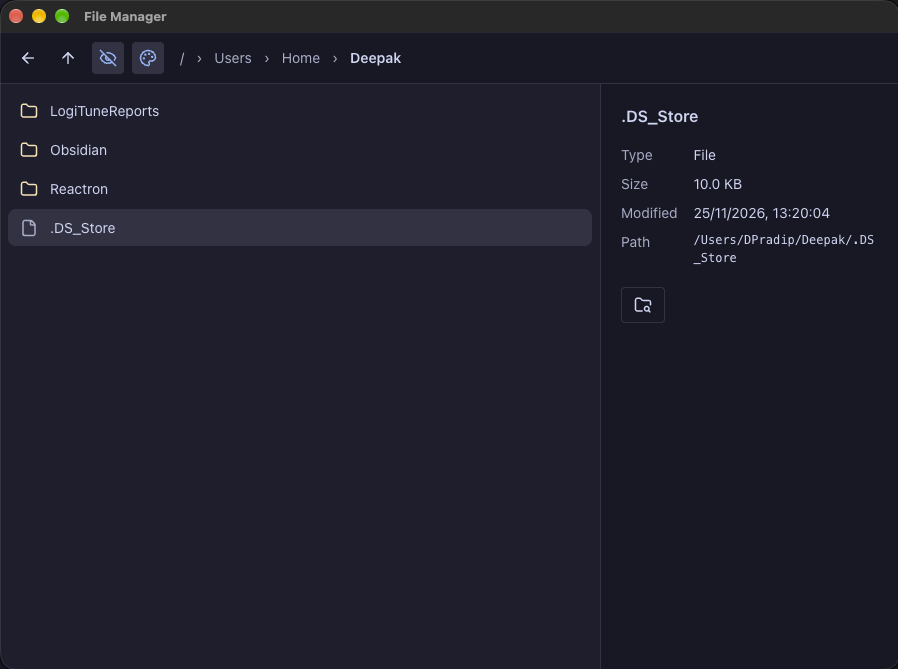 File Manager
/ › Users › Home › Deepak
LogiTuneReports
Obsidian
Reactron
.DS_Store
.DS_Store
Type File
Size 10.0 KB
Modified 25/11/2026, 13:20:04
Path /Users/DPradip/Deepak/.DS
_Store